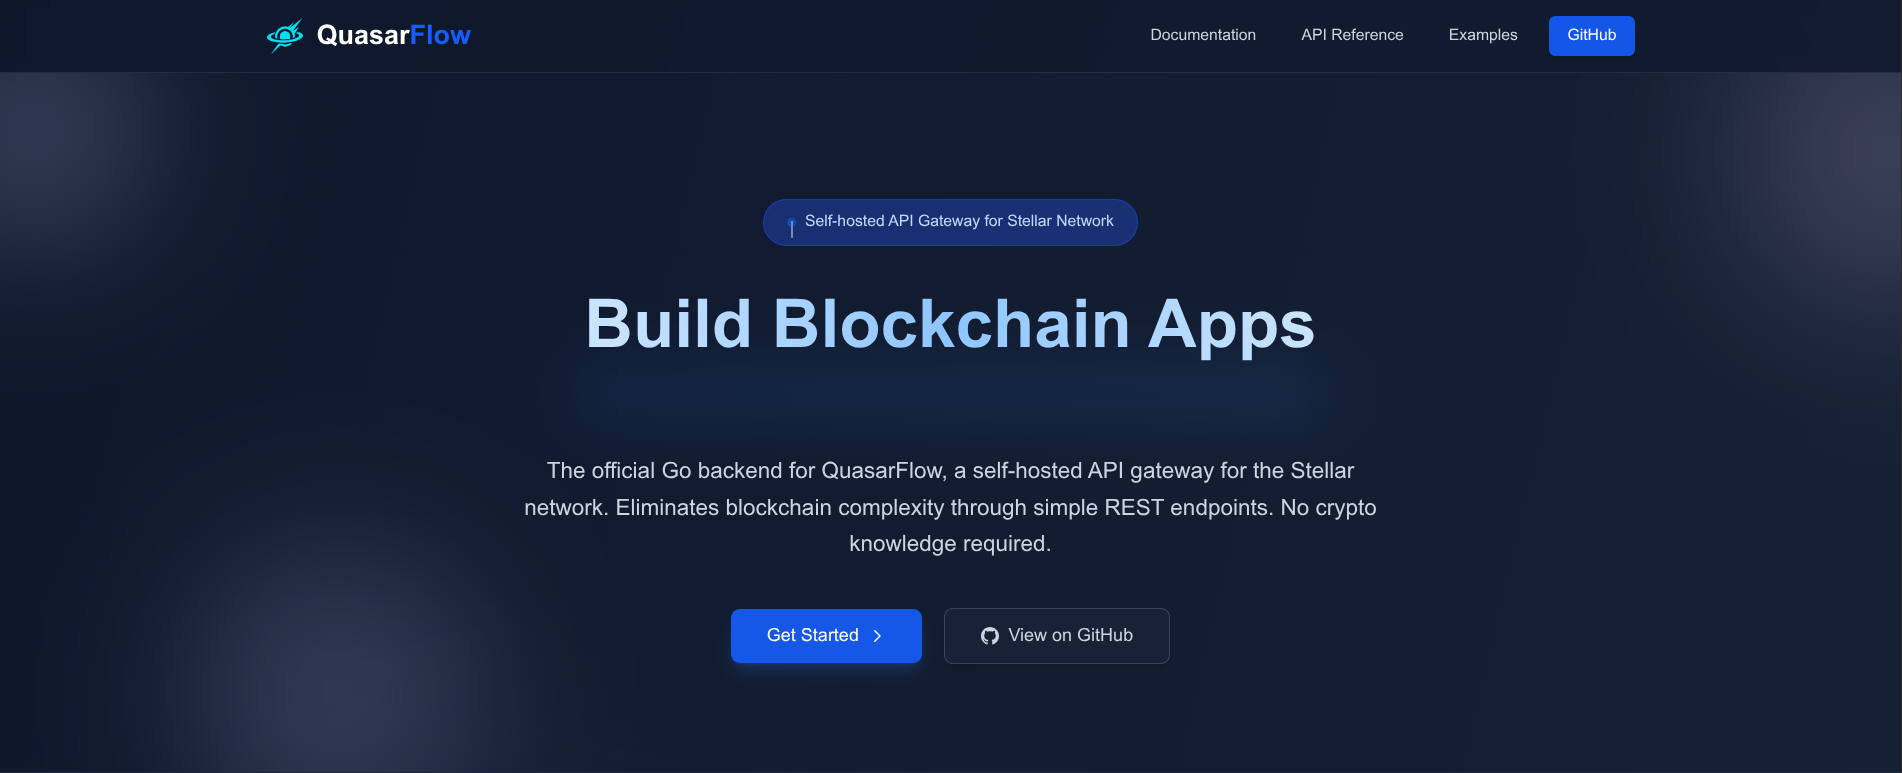 QuasarFlow
Documentation
API Reference
Examples
GitHub
Self-hosted API Gateway for Stellar Network
Build Blockchain Apps
The official Go backend for QuasarFlow, a self-hosted API gateway for the Stellar
network. Eliminates blockchain complexity through simple REST endpoints. No crypto
knowledge required.
Get Started
View on GitHub